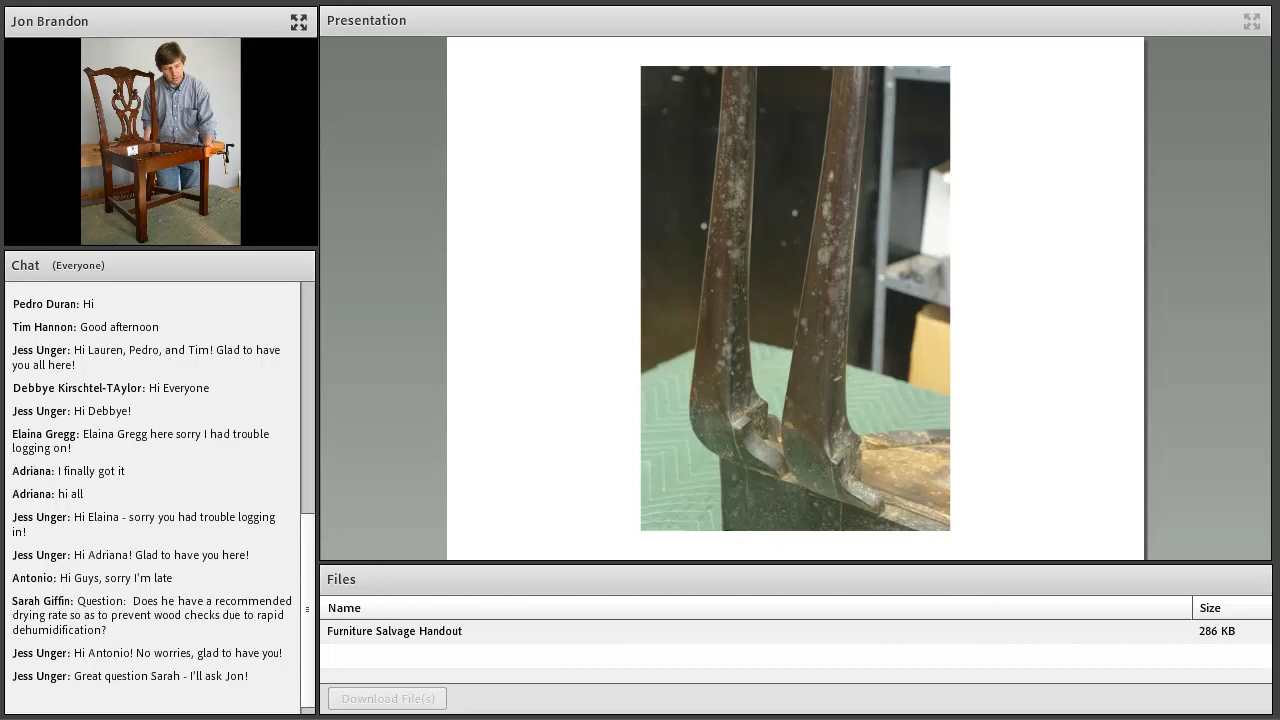 Jon Brandon
Presentation
Chat (Everyone)
Pedro Duran: Hi
Tim Hannon: Good afternoon
Jess Unger: Hi Lauren, Pedro, and Tim! Glad to have
you all here!
Debbye Kirschtel-TAylor: Hi Everyone
Jess Unger: Hi Debbye!
Elaina Gregg: Elaina Gregg here sorry I had trouble
logging on!
Adriana: I finally got it
Adriana: hi all
Jess Unger: Hi Elaina - sorry you had trouble logging
in!
Jess Unger: Hi Adriana! Glad to have you here!
Antonio: Hi Guys, sorry I'm late
Sarah Giffin: Question: Does he have a recommended
drying rate so as to prevent wood checks due to rapid
dehumidification?
Jess Unger: Hi Antonio! No worries, glad to have you!
Jess Unger: Great question Sarah - I'll ask Jon!
Files
Name Size
Furniture Salvage Handout 286 KB
Download File(s)